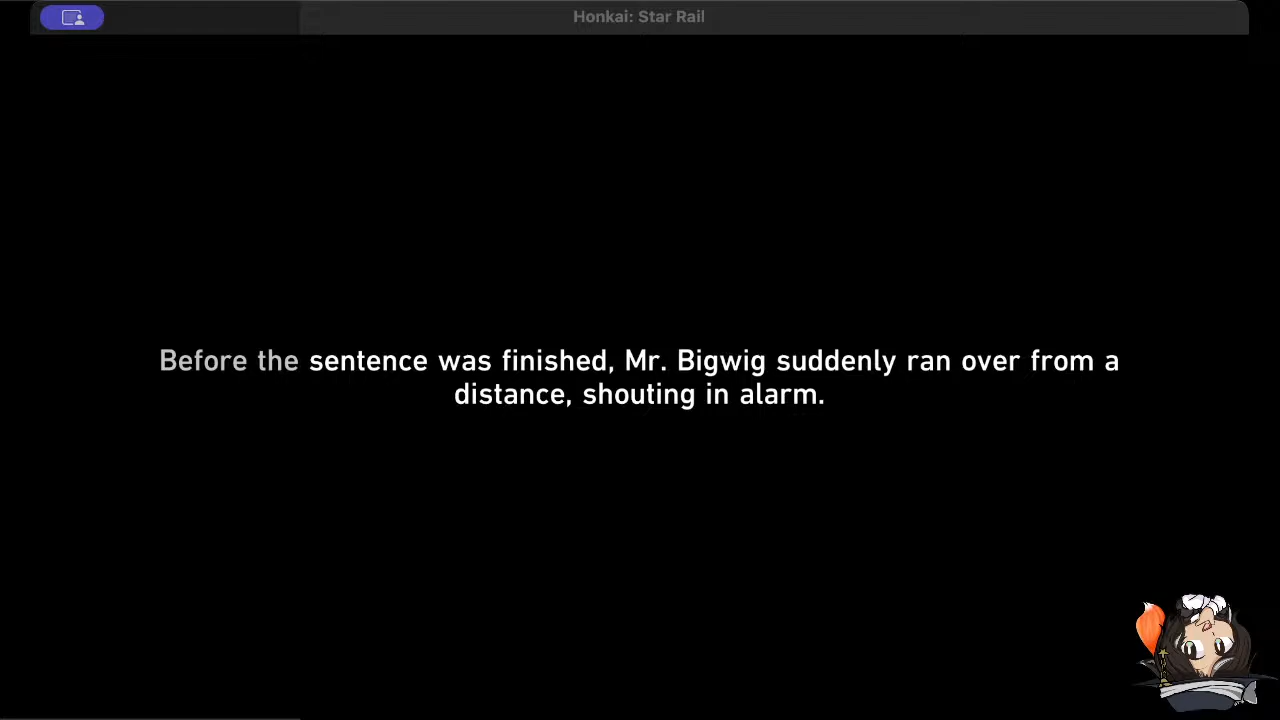 Honkai: Star Rail
Before the sentence was finished, Mr. Bigwig suddenly ran over from a
distance, shouting in alarm.